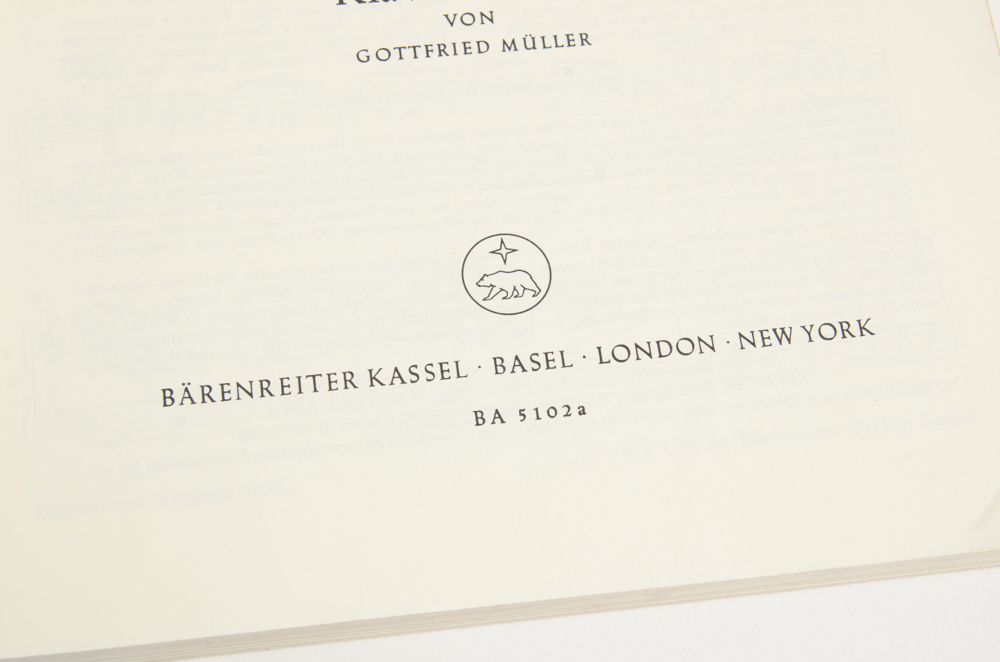 VON
GOTTFRIED MÜLLER
BÄRENREITER KASSEL · BASEL · LONDON · NEW YORK
BA 5102a